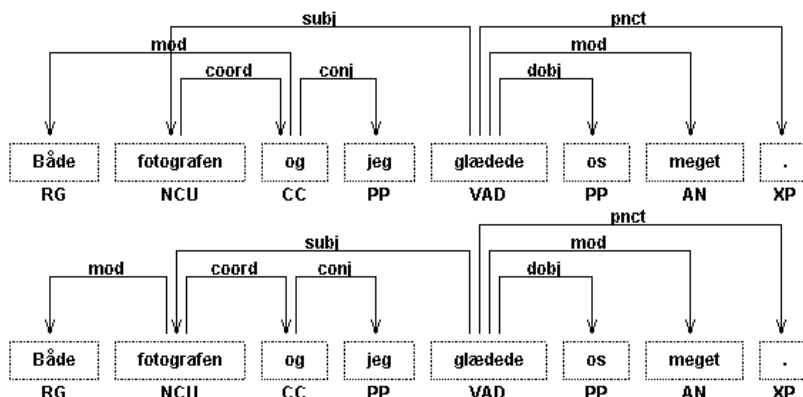 subj pnct
mod mod
coord conj dobj
Både fotografen og jeg glædede os meget .
RG NCU CC PP VAD PP AN XP
pnct
subj mod
mod coord conj dobj
Både fotografen og jeg glædede os meget .
RG NCU CC PP VAD PP AN XP